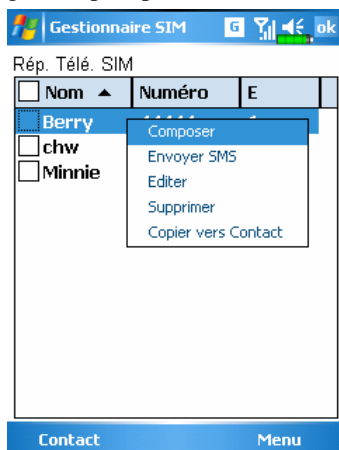 Gestionnaire SIM G ok
Rép. Télé. SIM
Nom Numéro E
Berry
chw
Minnie
Composer
Envoyer SMS
Editer
Supprimer
Copier vers Contact
Contact Menu